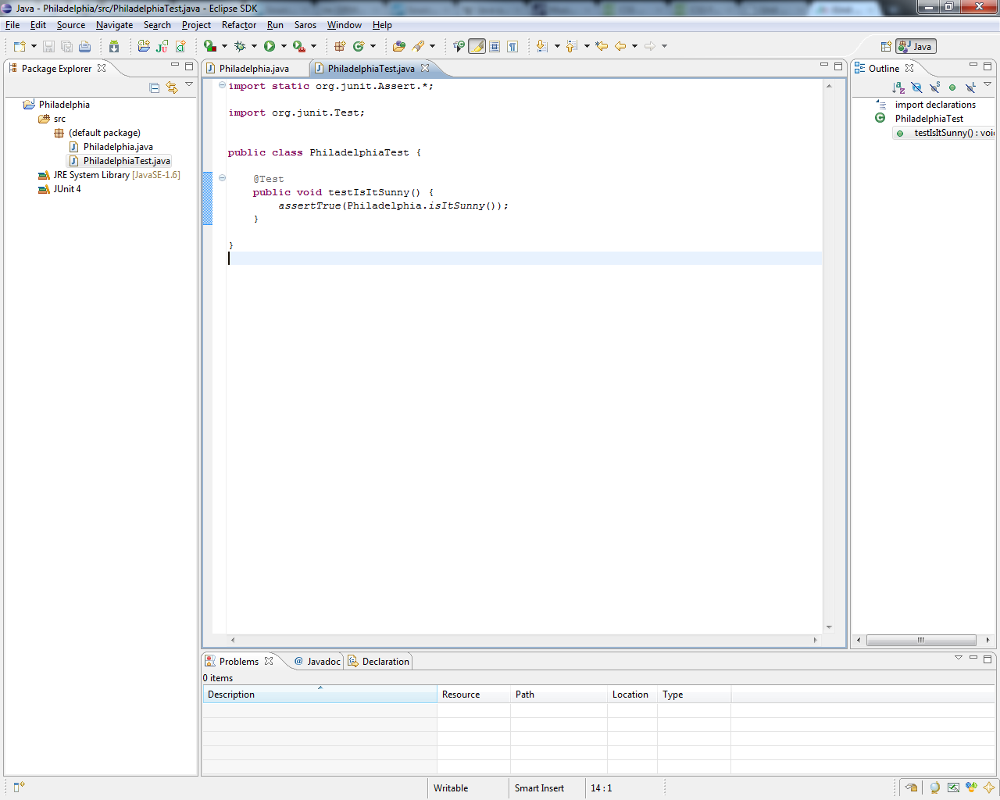 Java - Philadelphia/src/PhiladelphiaTest.java - Eclipse SDK
File Edit Source Navigate Search Project Refactor Run Saros Window Help
Java
Package Explorer
Philadelphia
src
(default package)
Philadelphia.java
PhiladelphiaTest.java
JRE System Library [JavaSE-1.6]
JUnit 4
Philadelphia.java PhiladelphiaTest.java
import static org.junit.Assert.*;
import org.junit.Test;
public class PhiladelphiaTest {
@Test
public void testIsItSunny() {
assertTrue(Philadelphia.isItSunny());
}
}
Outline
import declarations
PhiladelphiaTest
testIsItSunny() : void
Problems @ Javadoc Declaration
0 items
Description Resource Path Location Type
Writable Smart Insert 14 : 1